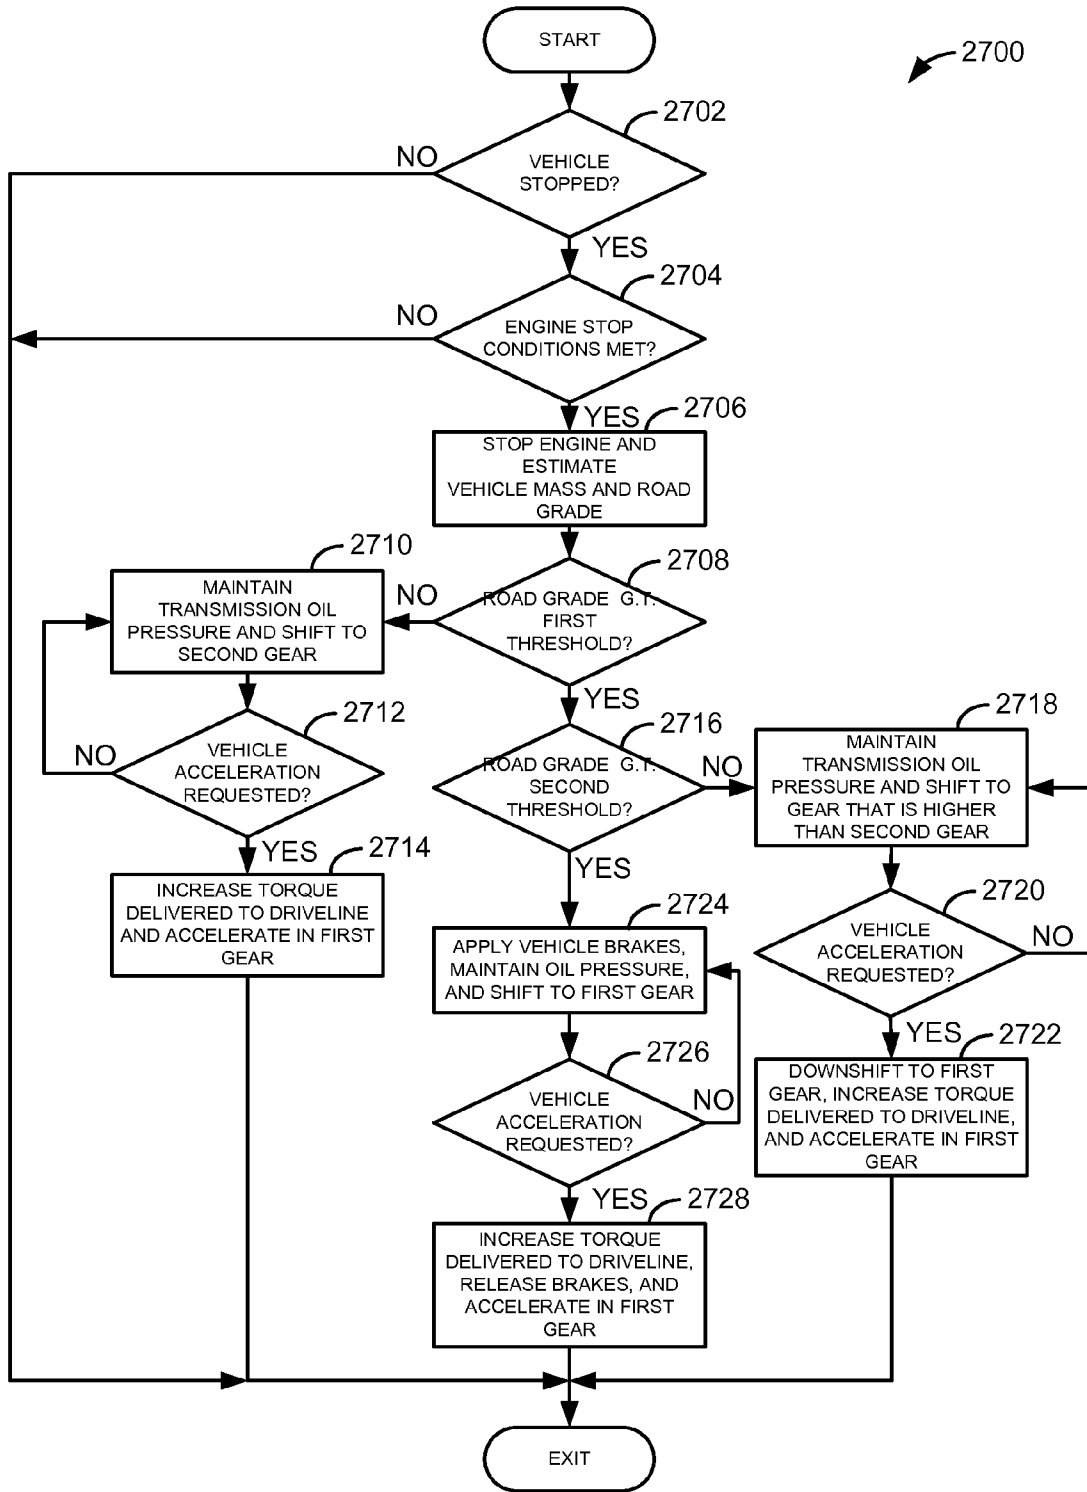 START
2700
2702
VEHICLE
STOPPED?
NO
YES
2704
ENGINE STOP
CONDITIONS MET?
NO
YES
2706
STOP ENGINE AND
ESTIMATE
VEHICLE MASS AND ROAD
GRADE
2708
ROAD GRADE G.T.
FIRST
THRESHOLD?
NO
YES
2710
MAINTAIN
TRANSMISSION OIL
PRESSURE AND SHIFT TO
SECOND GEAR
2712
VEHICLE
ACCELERATION
REQUESTED?
NO
YES
2714
INCREASE TORQUE
DELIVERED TO DRIVELINE
AND ACCELERATE IN FIRST
GEAR
2716
ROAD GRADE G.T.
SECOND
THRESHOLD?
NO
YES
2718
MAINTAIN
TRANSMISSION OIL
PRESSURE AND SHIFT TO
GEAR THAT IS HIGHER
THAN SECOND GEAR
2720
VEHICLE
ACCELERATION
REQUESTED?
NO
YES
2722
DOWNSHIFT TO FIRST
GEAR, INCREASE TORQUE
DELIVERED TO DRIVELINE,
AND ACCELERATE IN FIRST
GEAR
2724
APPLY VEHICLE BRAKES,
MAINTAIN OIL PRESSURE,
AND SHIFT TO FIRST GEAR
2726
VEHICLE
ACCELERATION
REQUESTED?
NO
YES
2728
INCREASE TORQUE
DELIVERED TO DRIVELINE,
RELEASE BRAKES, AND
ACCELERATE IN FIRST
GEAR
EXIT